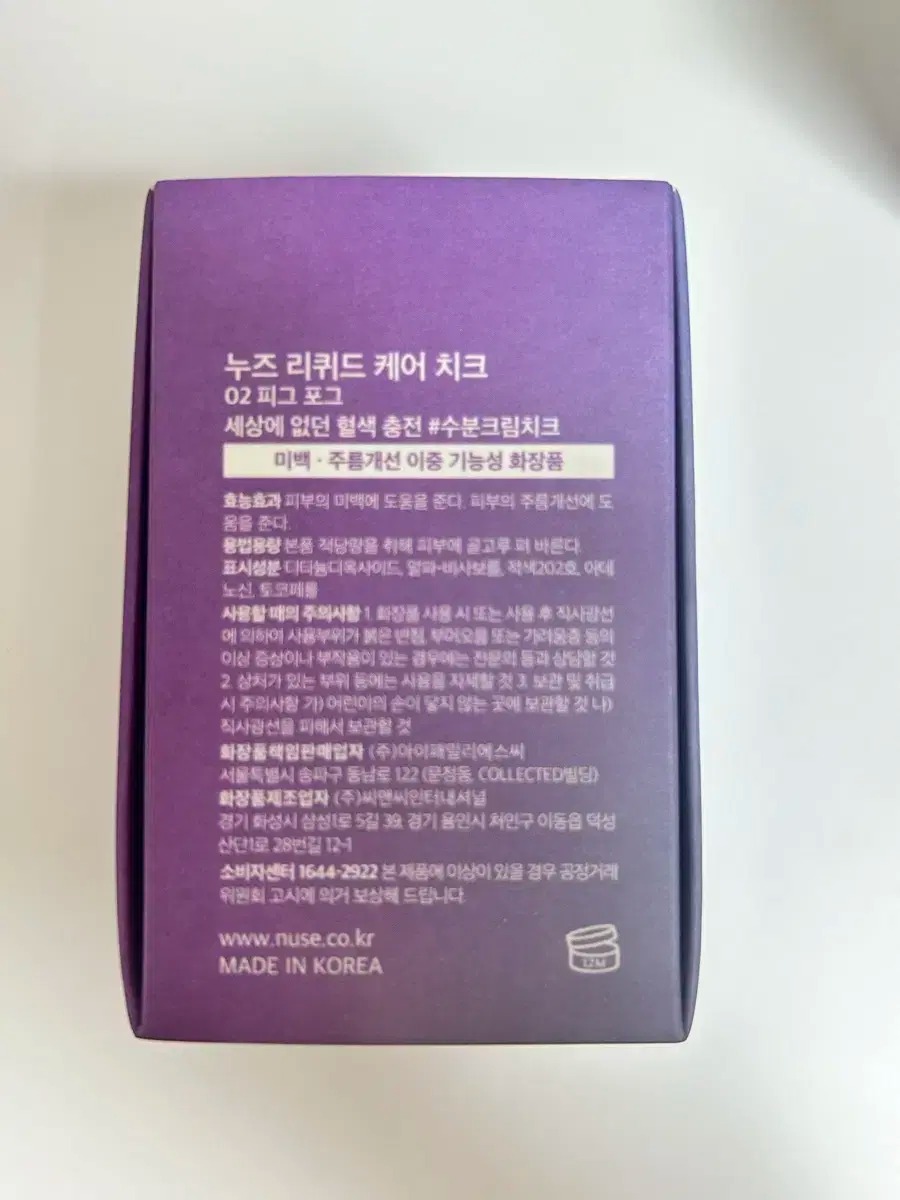 누즈 리퀴드 케어 치크
02 피그 포그
세상에 없던 혈색 충전 #수분크림치크
미백 · 주름개선 이중 기능성 화장품
효능효과 피부의 미백에 도움을 준다. 피부의 주름개선에 도
움을 준다.
용법용량 본품 적당량을 취해 피부에 골고루 펴 바른다.
표시성분 디타늄디옥사이드, 알파-비사보롤, 적색202호, 아데
노신, 토코페롤
사용할 때의 주의사항 1. 화장품 사용 시 또는 사용 후 직사광선
에 의하여 사용부위가 붉은 반점, 부어오름 또는 가려움증 등의
이상 증상이나 부작용이 있는 경우에는 전문의 등과 상담할 것
2. 상처가 있는 부위 등에는 사용을 자제할 것 3. 보관 및 취급
시 주의사항 가) 어린이의 손이 닿지 않는 곳에 보관할 것 나)
직사광선을 피해서 보관할 것
화장품책임판매업자 (주)아이패밀리에스씨
서울특별시 송파구 동남로 122 (문정동, COLLECTED빌딩)
화장품제조업자 (주)씨앤씨인터내셔널
경기 화성시 삼성1로 5길 39, 경기 용인시 처인구 이동읍 덕성
산단1로 28번길 12-1
소비자센터 1644-2922 본 제품에 이상이 있을 경우 공정거래
위원회 고시에 의거 보상해 드립니다.
www.nuse.co.kr
MADE IN KOREA
12M